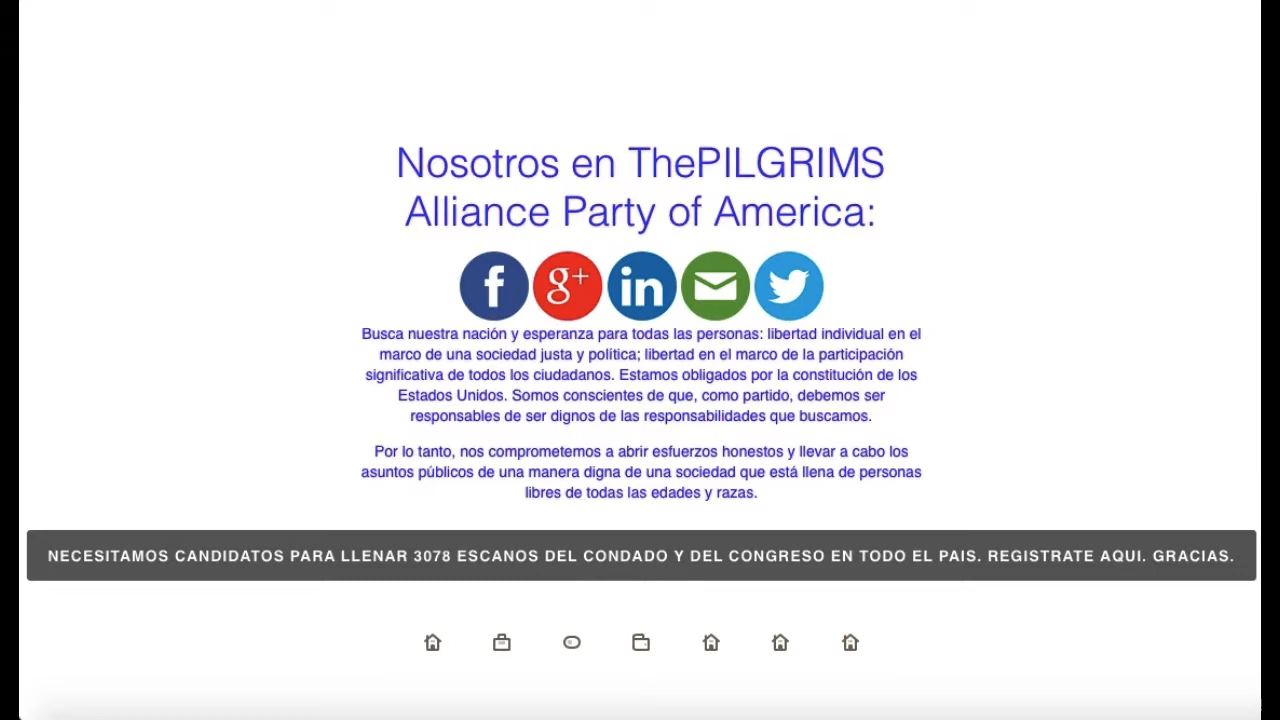 Nosotros en ThePILGRIMS
Alliance Party of America:
f g+ in
Busca nuestra nación y esperanza para todas las personas: libertad individual en el
marco de una sociedad justa y política; libertad en el marco de la participación
significativa de todos los ciudadanos. Estamos obligados por la constitución de los
Estados Unidos. Somos conscientes de que, como partido, debemos ser
responsables de ser dignos de las responsabilidades que buscamos.
Por lo tanto, nos comprometemos a abrir esfuerzos honestos y llevar a cabo los
asuntos públicos de una manera digna de una sociedad que está llena de personas
libres de todas las edades y razas.
NECESITAMOS CANDIDATOS PARA LLENAR 3078 ESCANOS DEL CONDADO Y DEL CONGRESO EN TODO EL PAIS. REGISTRATE AQUI. GRACIAS.